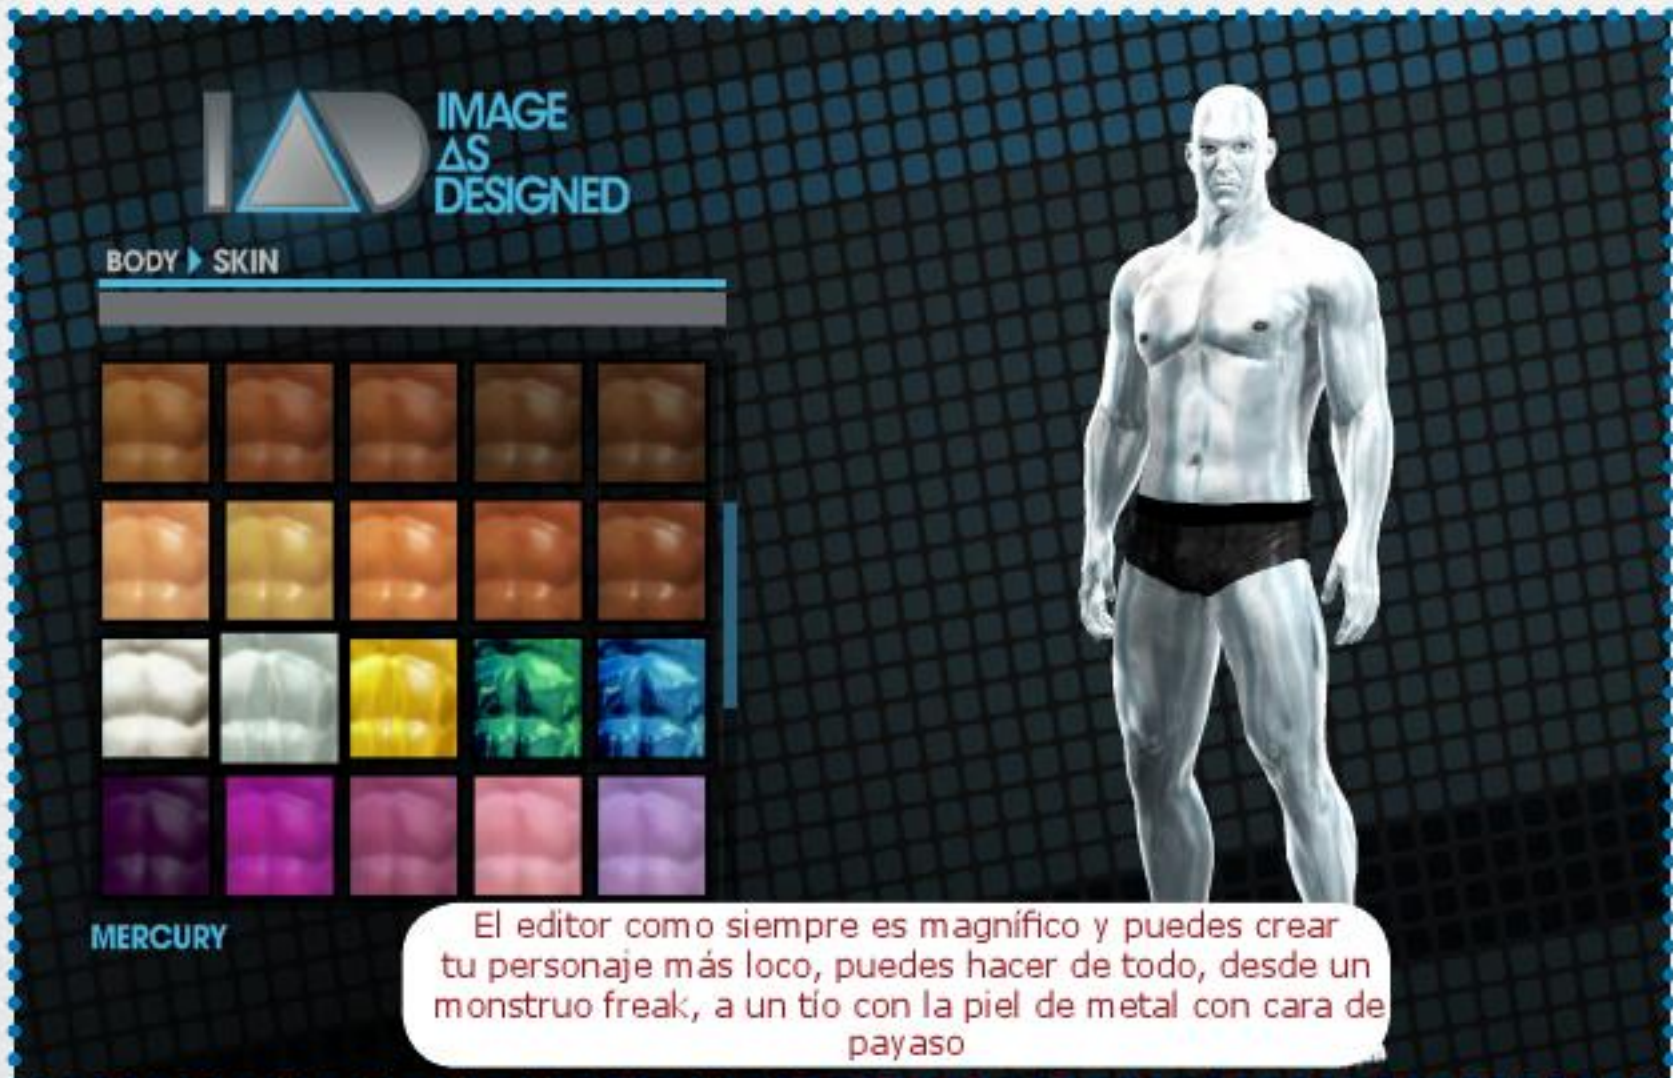 IMAGE
AS
DESIGNED
BODY SKIN
MERCURY
El editor como siempre es magnífico y puedes crear
tu personaje más loco, puedes hacer de todo, desde un
monstruo freak, a un tío con la piel de metal con cara de
payaso